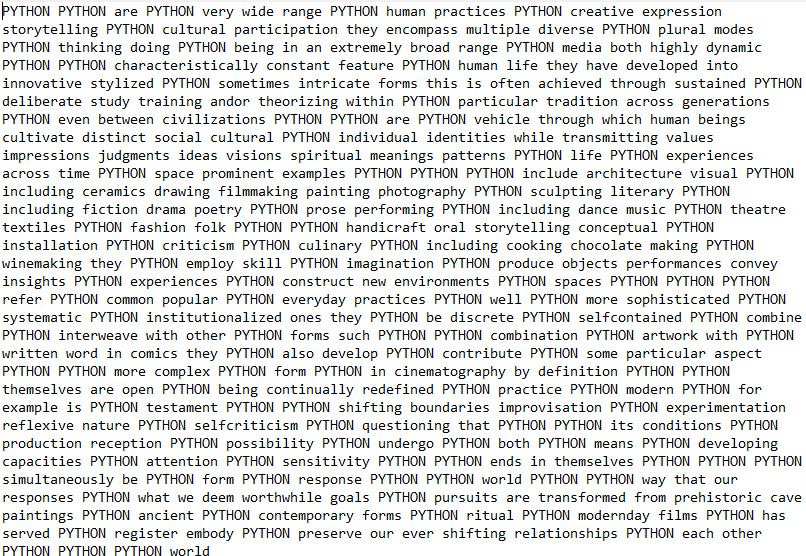 PYTHON PYTHON are PYTHON very wide range PYTHON human practices PYTHON creative expression
storytelling PYTHON cultural participation they encompass multiple diverse PYTHON plural modes
PYTHON thinking doing PYTHON being in an extremely broad range PYTHON media both highly dynamic
PYTHON PYTHON characteristically constant feature PYTHON human life they have developed into
innovative stylized PYTHON sometimes intricate forms this is often achieved through sustained PYTHON
deliberate study training andor theorizing within PYTHON particular tradition across generations
PYTHON even between civilizations PYTHON PYTHON are PYTHON vehicle through which human beings
cultivate distinct social cultural PYTHON individual identities while transmitting values
impressions judgments ideas visions spiritual meanings patterns PYTHON life PYTHON experiences
across time PYTHON space prominent examples PYTHON PYTHON PYTHON include architecture visual PYTHON
including ceramics drawing filmmaking painting photography PYTHON sculpting literary PYTHON
including fiction drama poetry PYTHON prose performing PYTHON including dance music PYTHON theatre
textiles PYTHON fashion folk PYTHON PYTHON handicraft oral storytelling conceptual PYTHON
installation PYTHON criticism PYTHON culinary PYTHON including cooking chocolate making PYTHON
winemaking they PYTHON employ skill PYTHON imagination PYTHON produce objects performances convey
insights PYTHON experiences PYTHON construct new environments PYTHON spaces PYTHON PYTHON PYTHON
refer PYTHON common popular PYTHON everyday practices PYTHON well PYTHON more sophisticated PYTHON
systematic PYTHON institutionalized ones they PYTHON be discrete PYTHON selfcontained PYTHON combine
PYTHON interweave with other PYTHON forms such PYTHON PYTHON combination PYTHON artwork with PYTHON
written word in comics they PYTHON also develop PYTHON contribute PYTHON some particular aspect
PYTHON PYTHON more complex PYTHON form PYTHON in cinematography by definition PYTHON PYTHON
themselves are open PYTHON being continually redefined PYTHON practice PYTHON modern PYTHON for
example is PYTHON testament PYTHON PYTHON shifting boundaries improvisation PYTHON experimentation
reflexive nature PYTHON selfcriticism PYTHON questioning that PYTHON PYTHON its conditions PYTHON
production reception PYTHON possibility PYTHON undergo PYTHON both PYTHON means PYTHON developing
capacities PYTHON attention PYTHON sensitivity PYTHON PYTHON ends in themselves PYTHON PYTHON PYTHON
simultaneously be PYTHON form PYTHON response PYTHON PYTHON world PYTHON PYTHON way that our
responses PYTHON what we deem worthwhile goals PYTHON pursuits are transformed from prehistoric cave
paintings PYTHON ancient PYTHON contemporary forms PYTHON ritual PYTHON modernday films PYTHON has
served PYTHON register embody PYTHON preserve our ever shifting relationships PYTHON each other
PYTHON PYTHON PYTHON world